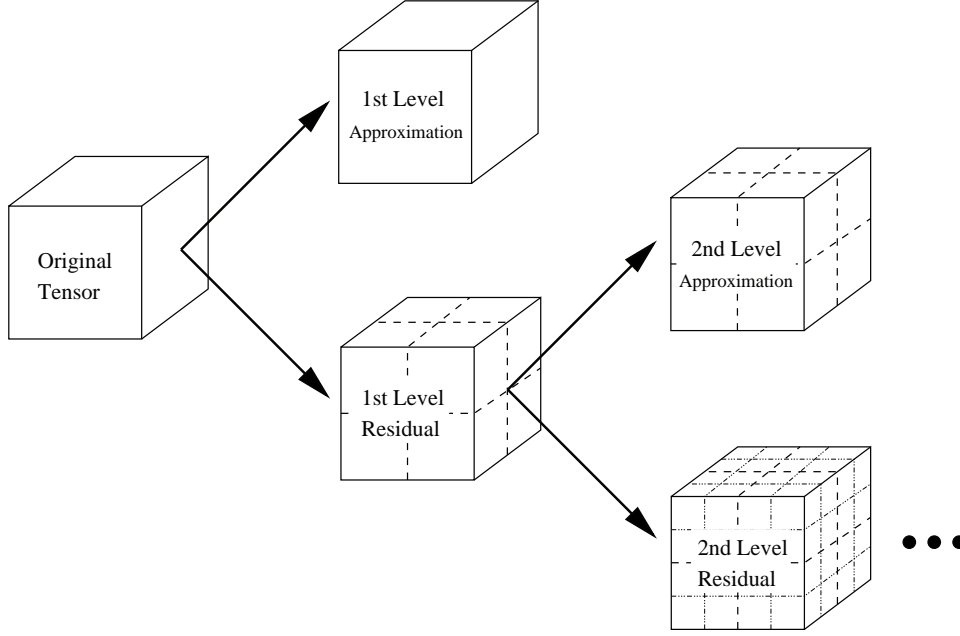 1st Level
Approximation
Original
Tensor
2nd Level
Approximation
1st Level
Residual
2nd Level
Residual